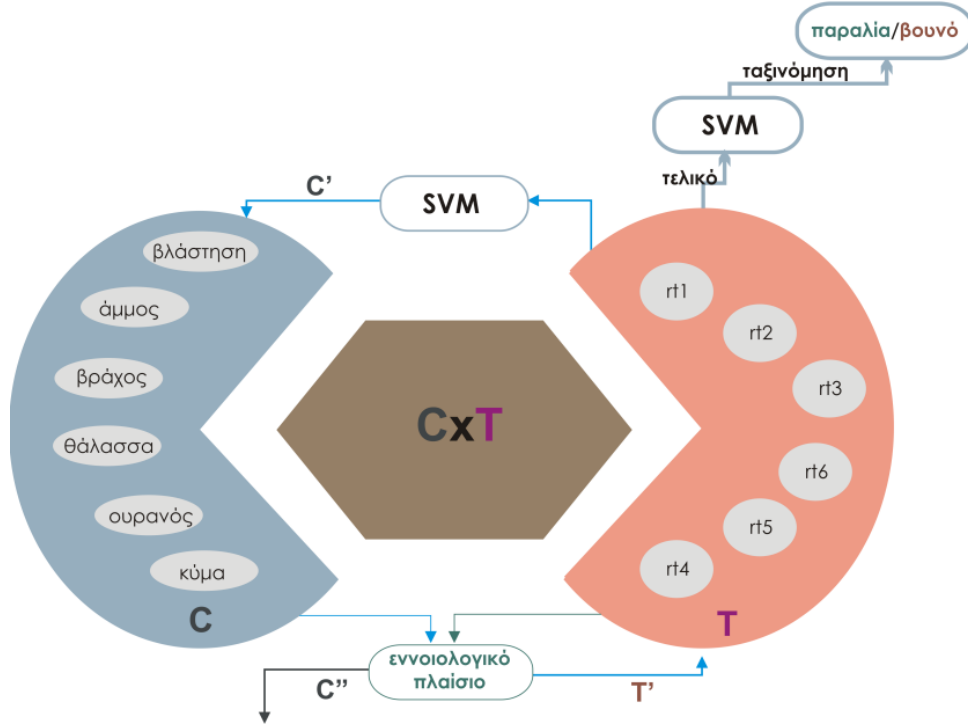 παραλία/βουνό
ταξινόμηση
SVM
τελικό
C’
SVM
βλάστηση
άμμος
βράχος
θάλασσα
ουρανός
κύμα
C
CxT
rt1
rt2
rt3
rt6
rt5
rt4
T
εννοιολογικό
πλαίσιο
C’’
T’